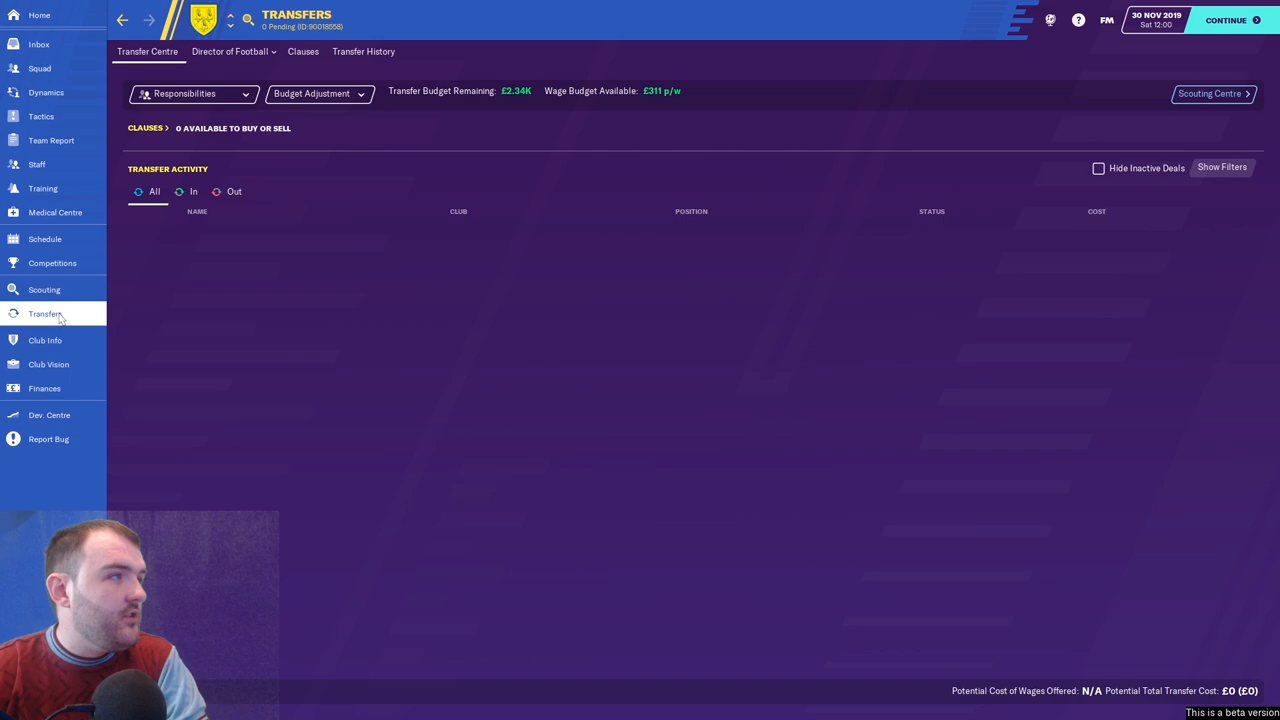 Home
TRANSFERS
0 Pending (ID:90016558)
FM
30 NOV 2019
Sat 12:00
CONTINUE
Inbox
Squad
Dynamics
Tactics
Team Report
Staff
Training
Medical Centre
Schedule
Competitions
Scouting
Transfers
Club Info
Club Vision
Finances
Dev. Centre
Report Bug
Transfer Centre Director of Football Clauses Transfer History
Responsibilities Budget Adjustment Transfer Budget Remaining: £2.34K Wage Budget Available: £311 p/w Scouting Centre
CLAUSES > 0 AVAILABLE TO BUY OR SELL
TRANSFER ACTIVITY Hide Inactive Deals Show Filters
All In Out
NAME CLUB POSITION STATUS COST
Potential Cost of Wages Offered: N/A Potential Total Transfer Cost: £0 (£0)
This is a beta version